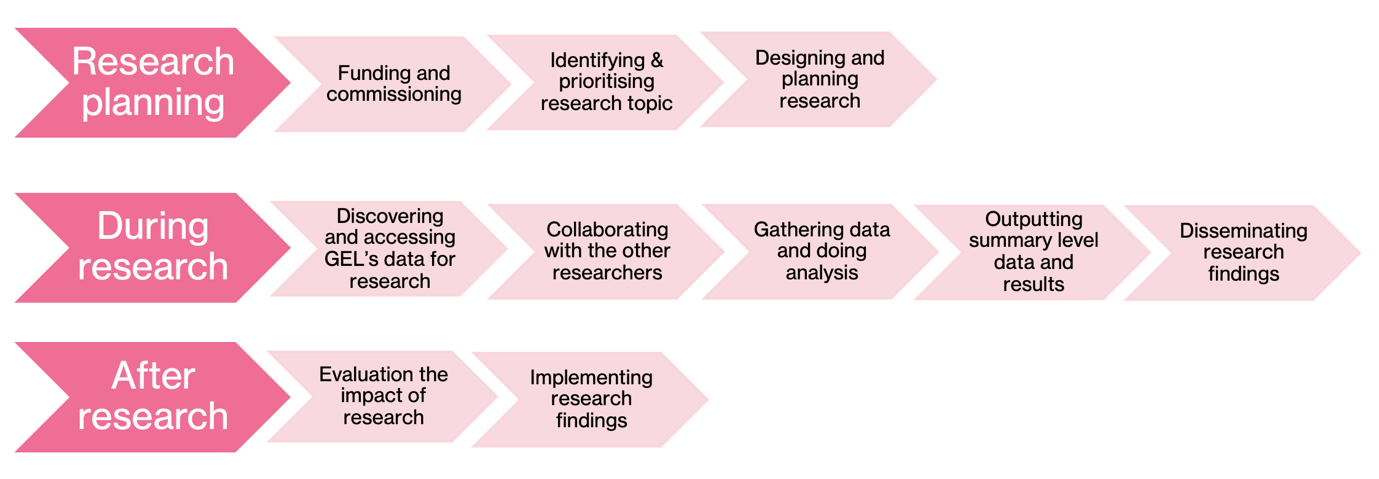 Research
planning
Funding and
commissioning
Identifying &
prioritising
research topic
Designing and
planning
research
During
research
Discovering
and accessing
GEL’s data for
research
Collaborating
with the other
researchers
Gathering data
and doing
analysis
Outputting
summary level
data and
results
Disseminating
research
findings
After
research
Evaluation the
impact of
research
Implementing
research
findings